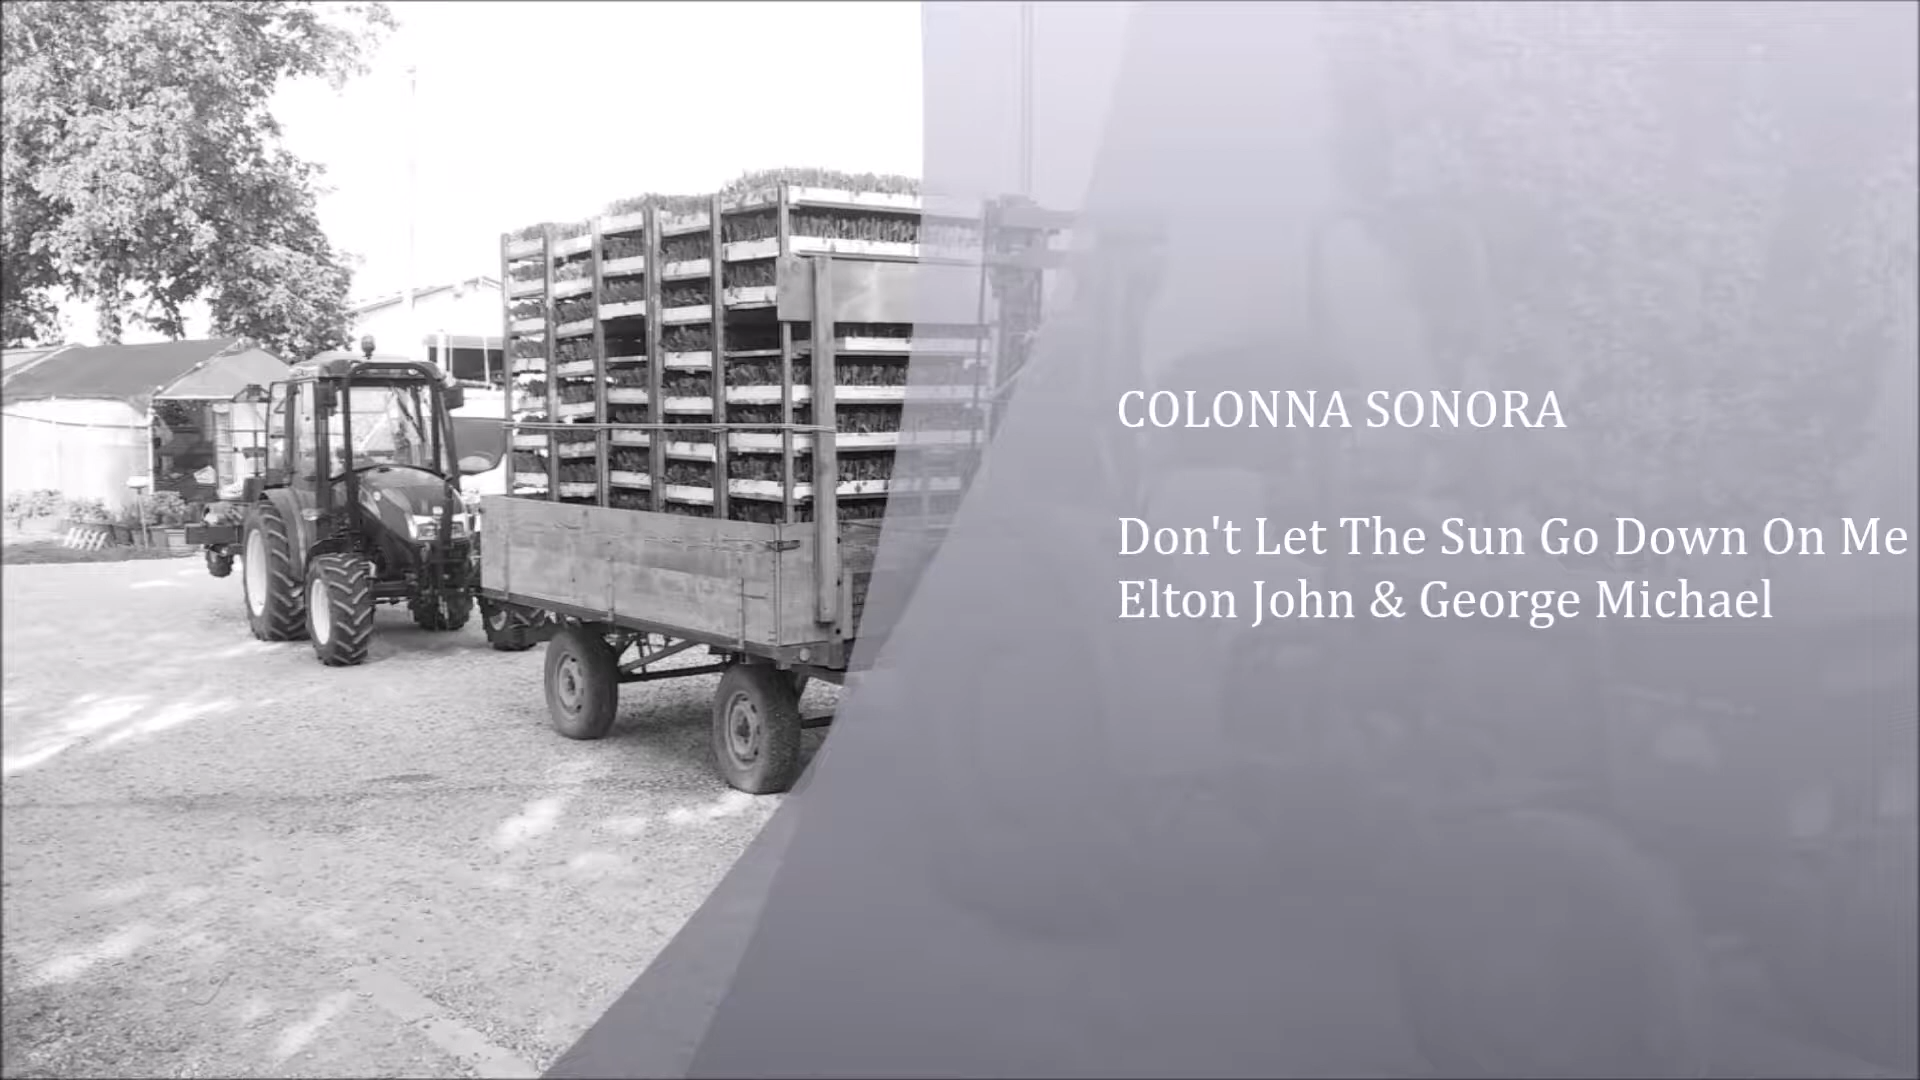 COLONNA SONORA
Don't Let The Sun Go Down On Me
Elton John & George Michael